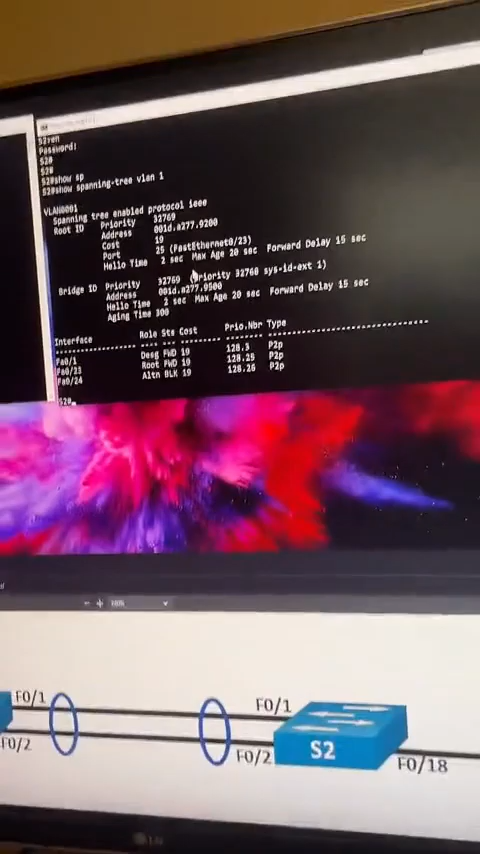 S2>en
Password:
S2#
S2#
S2#show sp
S2#show spanning-tree vlan 1
VLAN0001
Spanning tree enabled protocol ieee
Root ID Priority 32769
Address 001d.a277.9200
Cost 19
Port 25 (FastEthernet0/23)
Hello Time 2 sec Max Age 20 sec Forward Delay 15 sec
Bridge ID Priority 32769 (priority 32768 sys-id-ext 1)
Address 001d.a277.9500
Hello Time 2 sec Max Age 20 sec Forward Delay 15 sec
Aging Time 300
Interface Role Sts Cost Prio.Nbr Type
Fa0/1 Desg FWD 19 128.3 P2p
Fa0/23 Root FWD 19 128.25 P2p
Fa0/24 Altn BLK 19 128.26 P2p
S2#
F0/1 F0/1
F0/2 F0/2 S2 F0/18